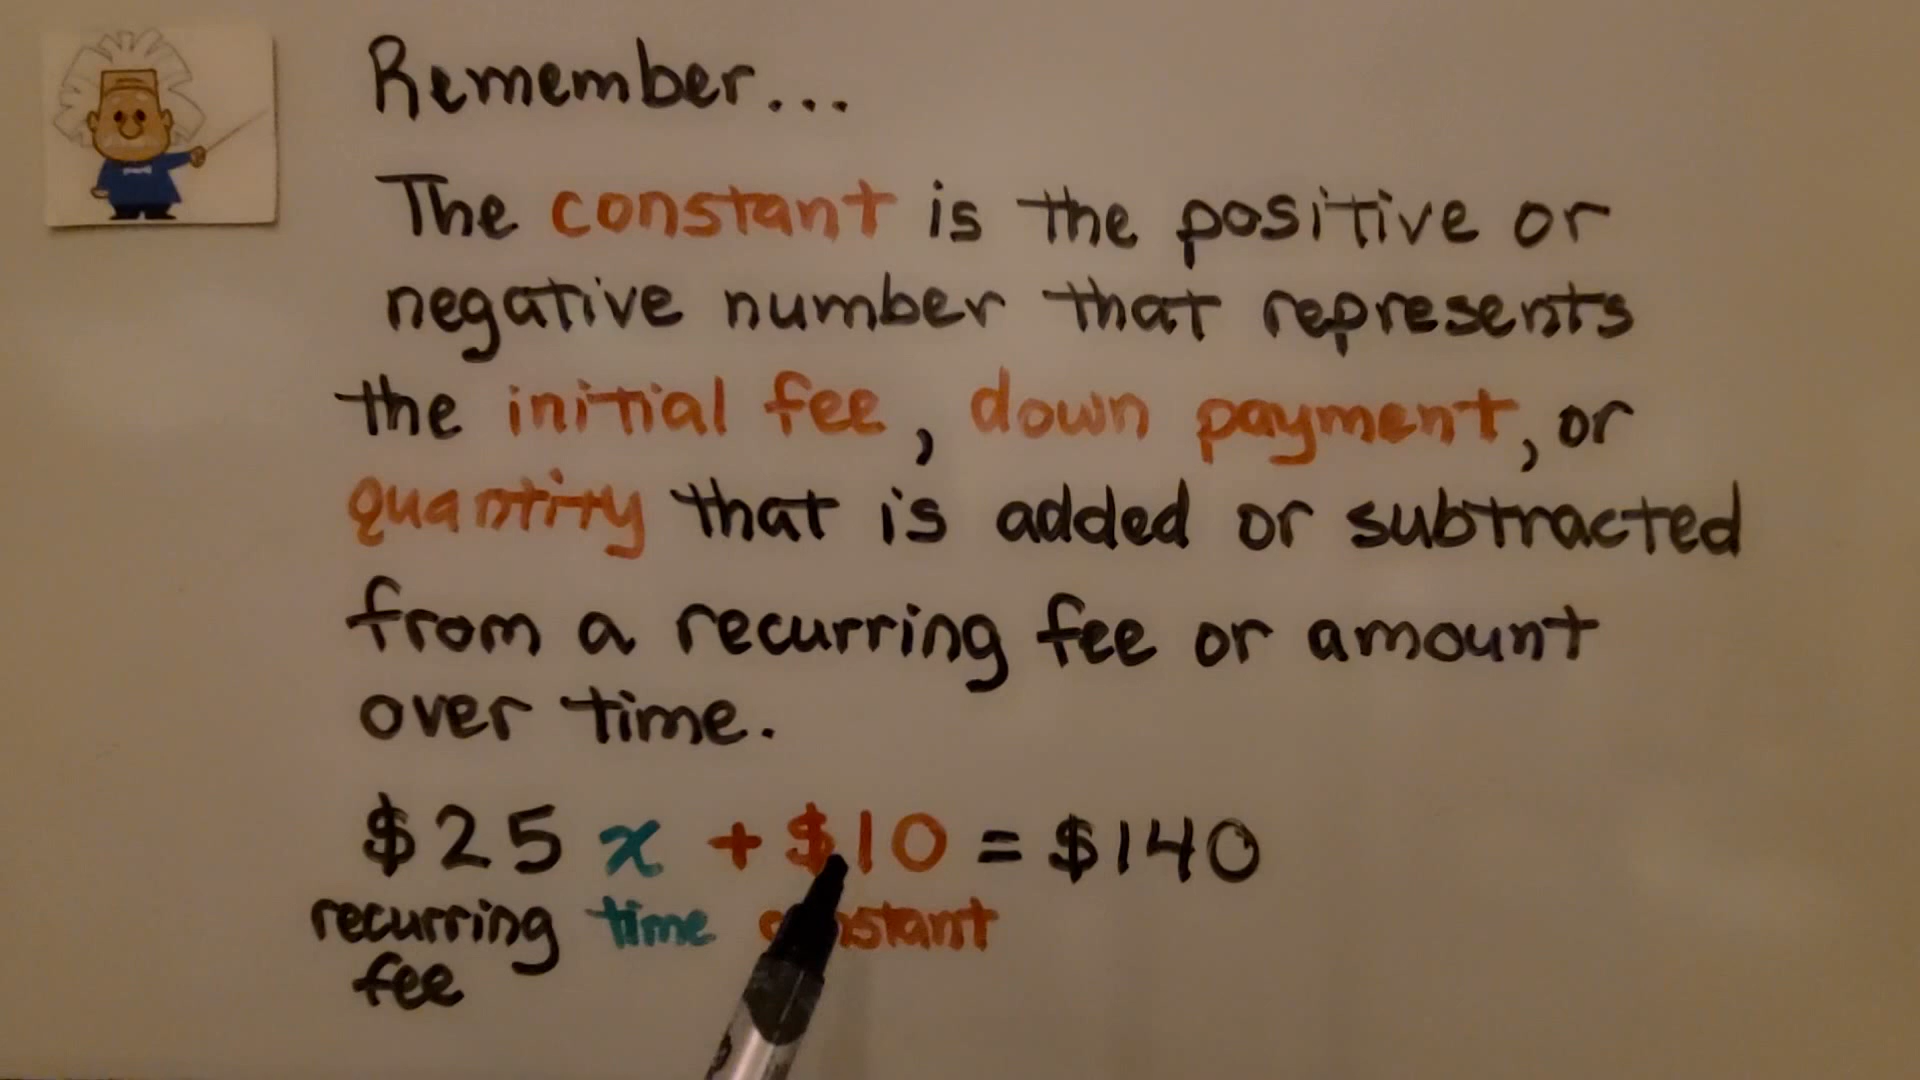 Remember...
The constant is the positive or
negative number that represents
the initial fee, down payment, or
quantity that is added or subtracted
from a recurring fee or amount
over time.
$25 x + $10 = $140
recurring time constant
fee